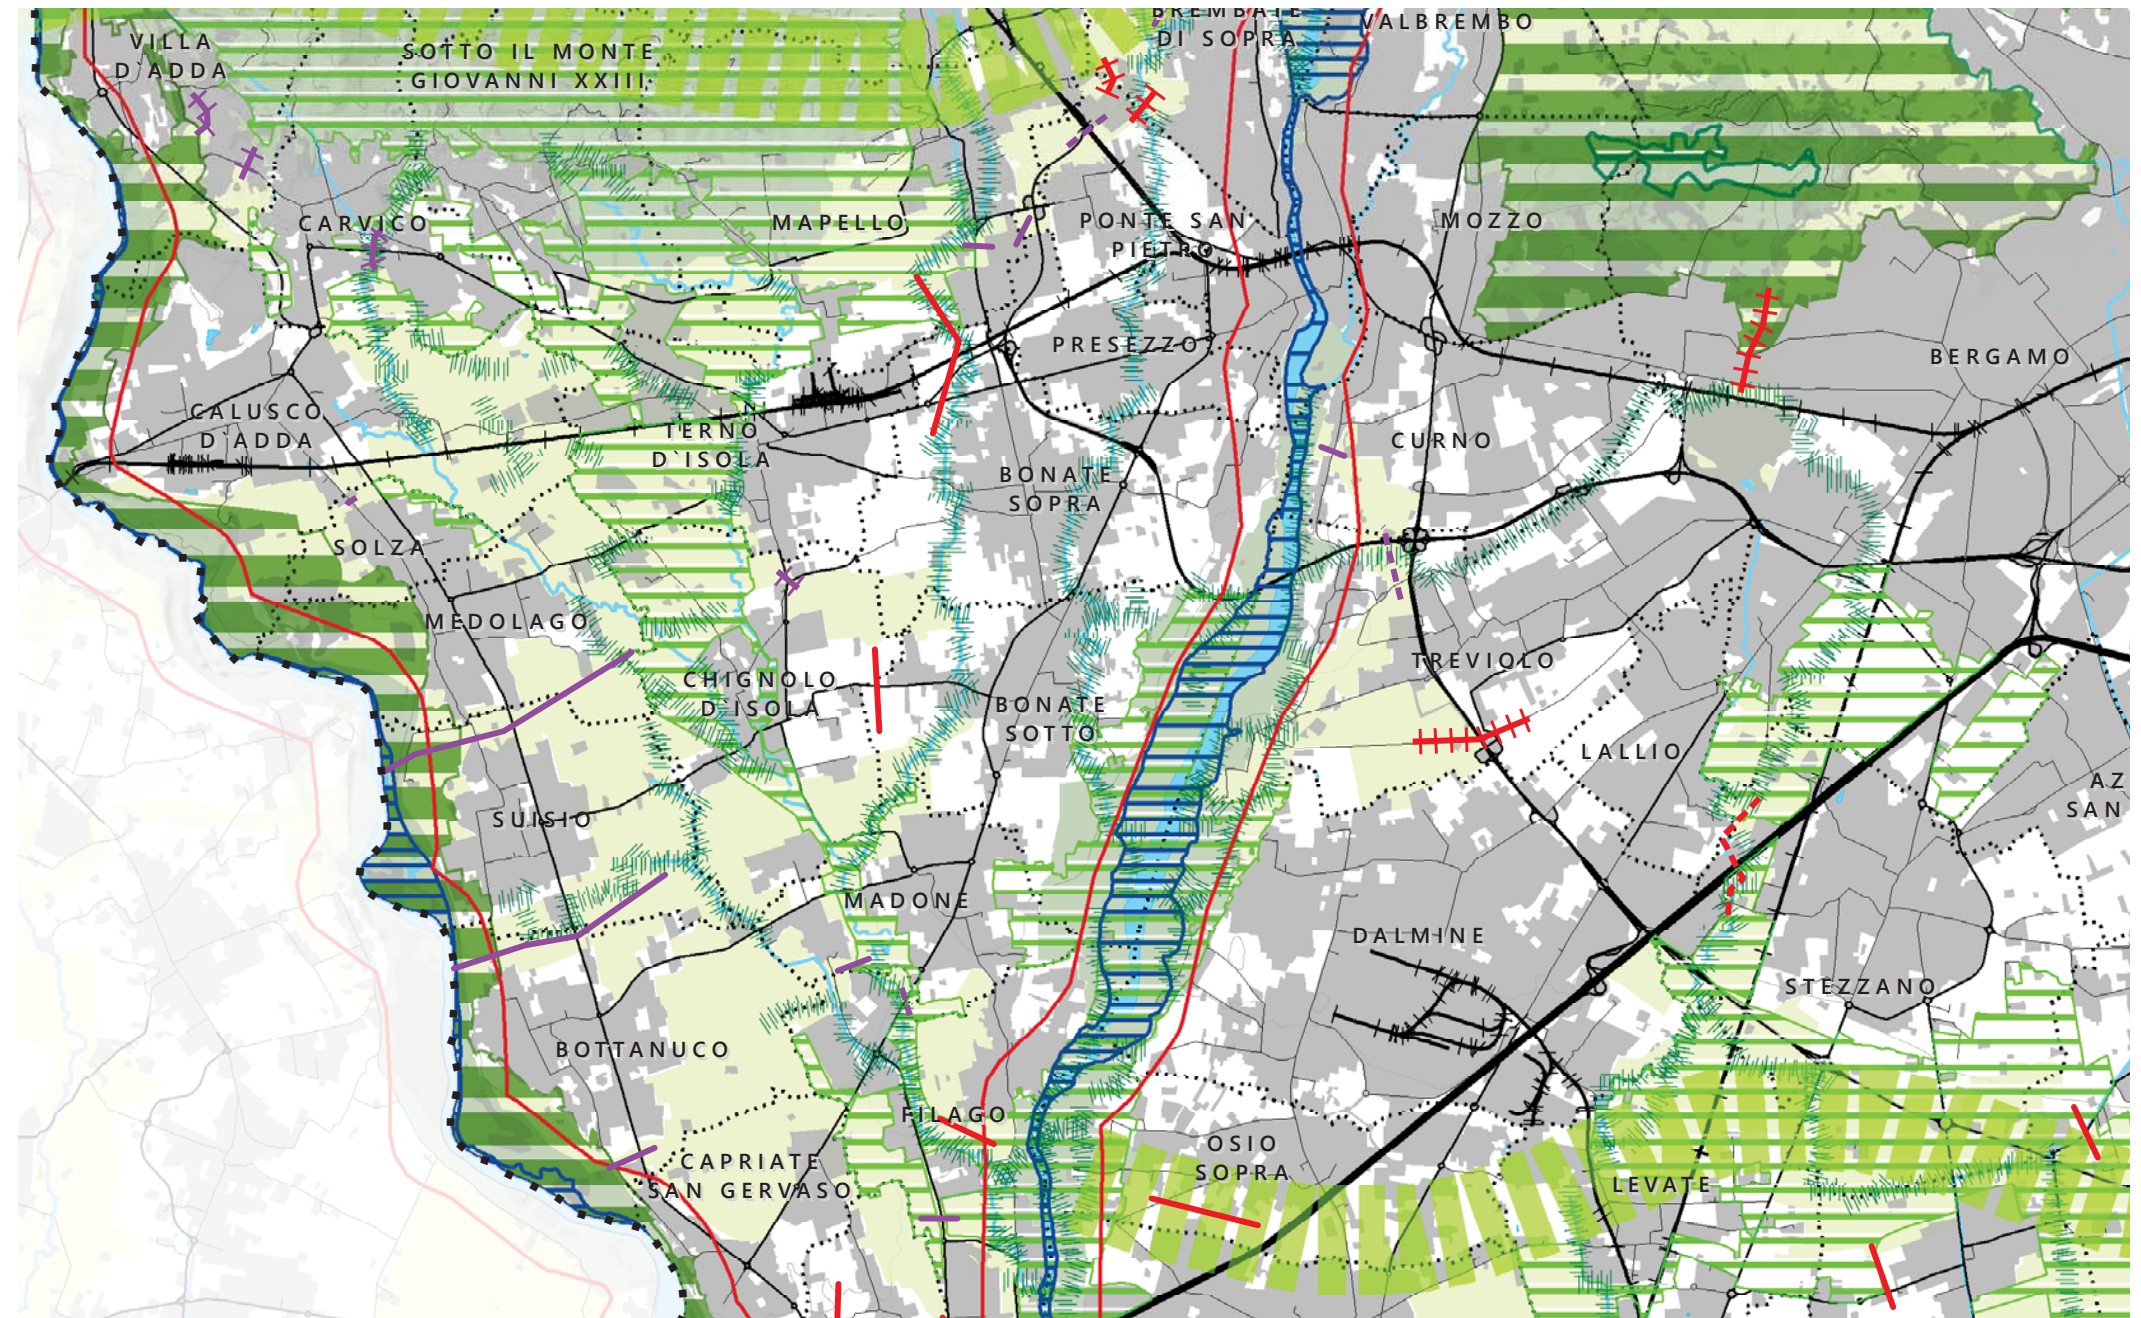 BREMBATE
DI SOPRA
VALBREMBO
VILLA
D`ADDA
SOTTO IL MONTE
GIOVANNI XXIII
CARVICO
MAPELLO
PONTE SAN
PIETRO
MOZZO
PRESEZZO
BERGAMO
CALUSCO
D`ADDA
TERNO
D`ISOLA
CURNO
BONATE
SOPRA
SOLZA
MEDOLAGO
TREVIOLO
CHIGNOLO
D`ISOLA
BONATE
SOTTO
LALLIO
AZ
SAN
SUISIO
MADONE
DALMINE
STEZZANO
BOTTANUCO
FILAGO
OSIO
SOPRA
CAPRIATE
SAN GERVASO
LEVATE